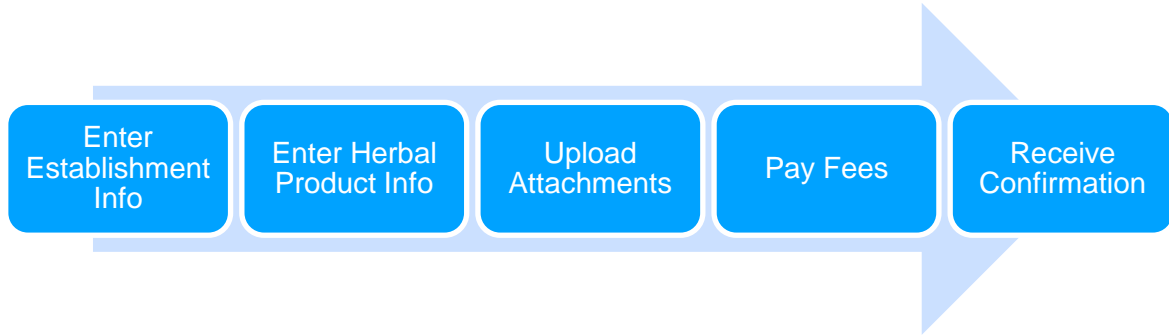 Enter
Establishment
Info
Enter Herbal
Product Info
Upload
Attachments
Pay Fees
Receive
Confirmation